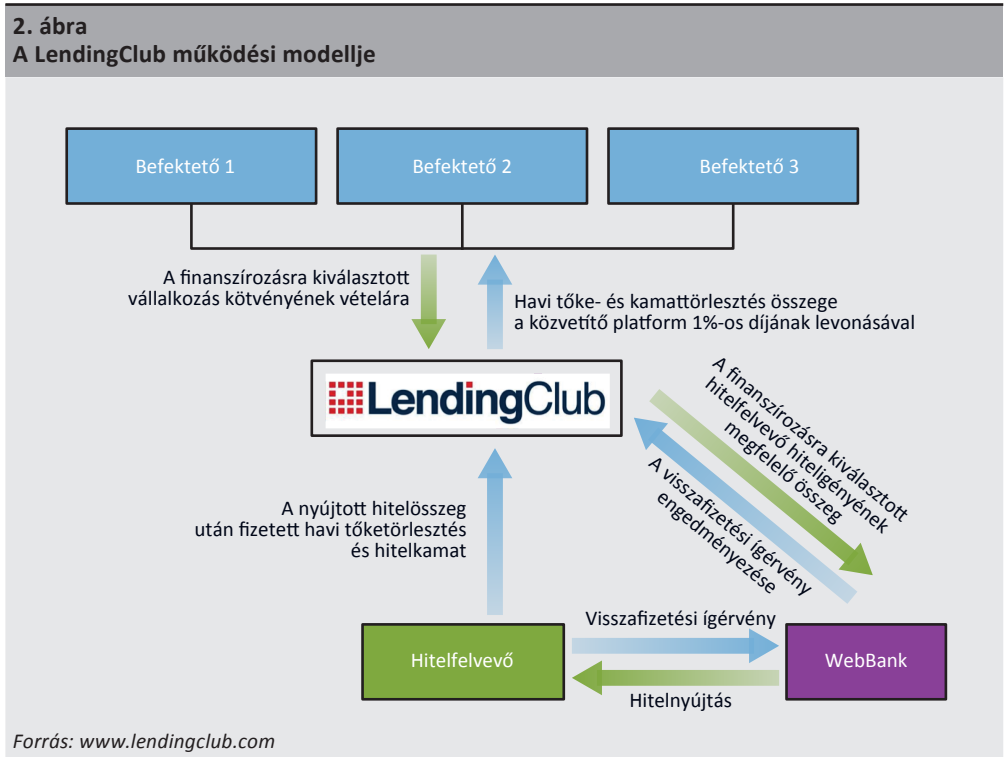 2. ábra
A LendingClub működési modellje
Befektető 1
Befektető 2
Befektető 3
A finanszírozásra kiválasztott
vállalkozás kötvényének vételára
Havi tőke- és kamattörlesztés összege
a közvetítő platform 1%-os díjának levonásával
LendingClub
A finanszírozásra kiválasztott
hitelfelvevő hiteligényének
megfelelő összeg
A visszafizetési ígérvény
engedményezése
A nyújtott hitelösszeg
után fizetett havi tőketörlesztés
és hitelkamat
Visszafizetési ígérvény
Hitelfelvevő
WebBank
Hitelnyújtás
Forrás: www.lendingclub.com